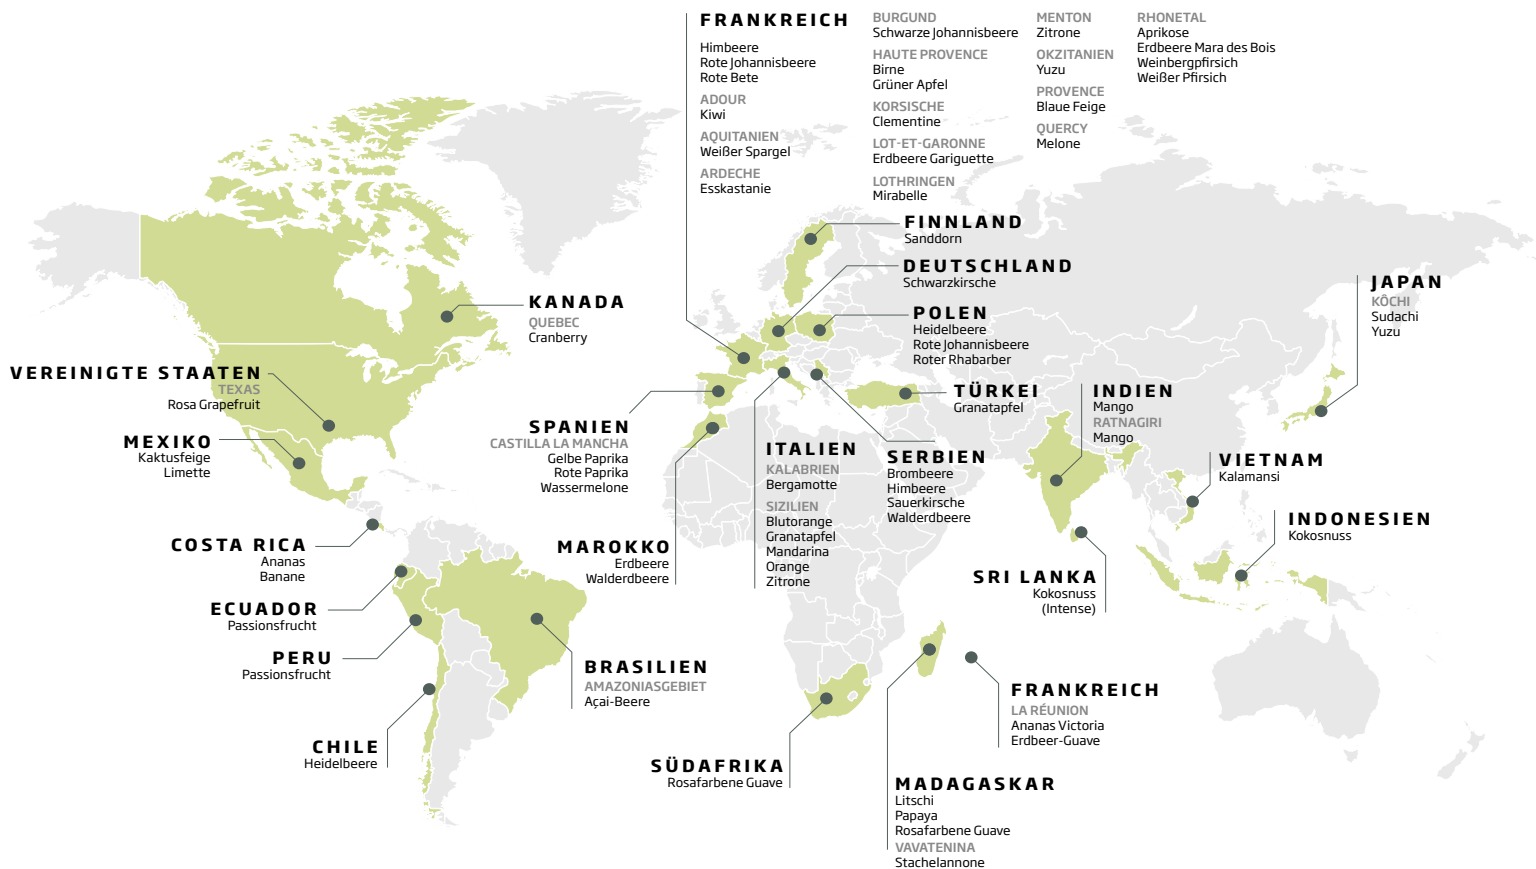 FRANKREICH
Himbeere
Rote Johannisbeere
Rote Bete
ADOUR
Kiwi
AQUITANIEN
Weißer Spargel
ARDECHE
Esskastanie
BURGUND
Schwarze Johannisbeere
HAUTE PROVENCE
Birne
Grüner Apfel
KORSISCHE
Clementine
LOT-ET-GARONNE
Erdbeere Gariguette
LOTHRINGEN
Mirabelle
MENTON
Zitrone
OKZITANIEN
Yuzu
PROVENCE
Blaue Feige
QUERCY
Melone
RHONETAL
Aprikose
Erdbeere Mara des Bois
Weinbergpfirsich
Weißer Pfirsich
FINNLAND
Sanddorn
DEUTSCHLAND
Schwarzkirsche
POLEN
Heidelbeere
Rote Johannisbeere
Roter Rhabarber
JAPAN
KÔCHI
Sudachi
Yuzu
KANADA
QUEBEC
Cranberry
VEREINIGTE STAATEN
TEXAS
Rosa Grapefruit
MEXIKO
Kaktusfeige
Limette
SPANIEN
CASTILLA LA MANCHA
Gelbe Paprika
Rote Paprika
Wassermelone
TÜRKEI
Granatapfel
INDIEN
Mango
RATNAGIRI
Mango
ITALIEN
KALABRIEN
Bergamotte
SIZILIEN
Blutorange
Granatapfel
Mandarina
Orange
Zitrone
SERBIEN
Brombeere
Himbeere
Sauerkirsche
Walderdbeere
VIETNAM
Kalamansi
INDONESIEN
Kokosnuss
COSTA RICA
Ananas
Banane
MAROKKO
Erdbeere
Walderdbeere
SRI LANKA
Kokosnuss
(Intense)
ECUADOR
Passionsfrucht
PERU
Passionsfrucht
BRASILIEN
AMAZONIASGEBIET
Açai-Beere
FRANKREICH
LA RÉUNION
Ananas Victoria
Erdbeer-Guave
CHILE
Heidelbeere
SÜDAFRIKA
Rosafarbene Guave
MADAGASKAR
Litschi
Papaya
Rosafarbene Guave
VAVATENINA
Stachelannone